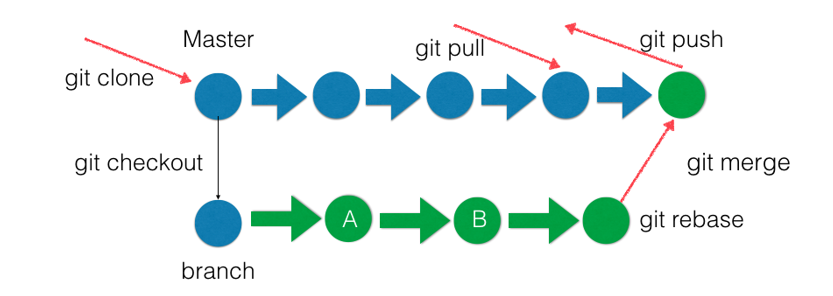 Master
git pull
git push
git clone
git checkout
git merge
A
B
git rebase
branch